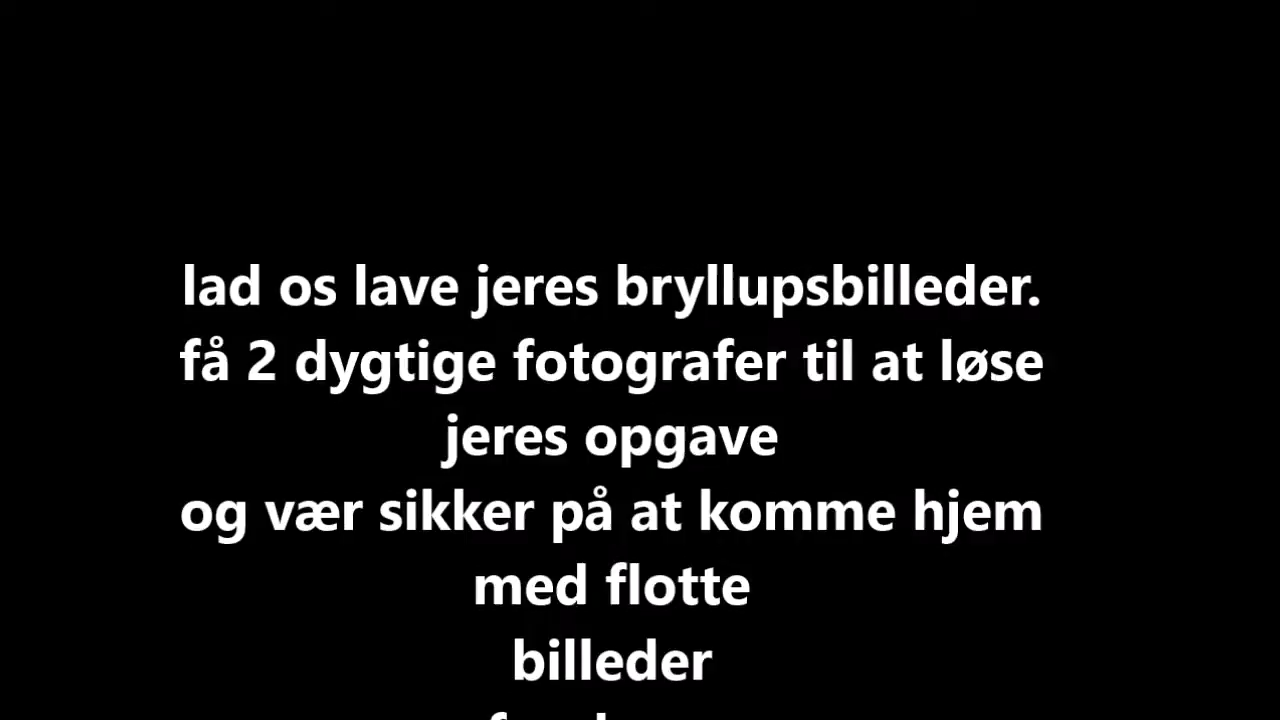 lad os lave jeres bryllupsbilleder.
få 2 dygtige fotografer til at løse
jeres opgave
og vær sikker på at komme hjem
med flotte
billeder